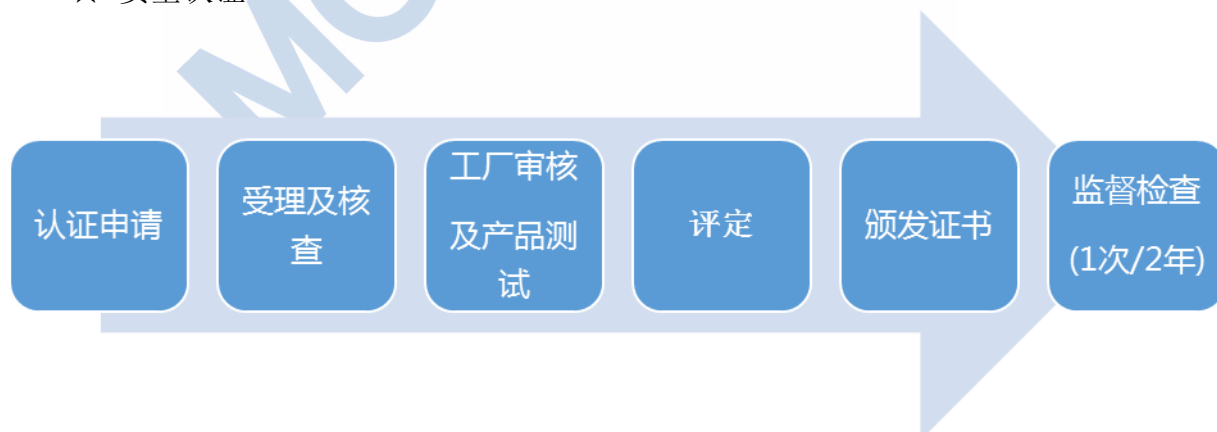 认证申请
受理及核
查
工厂审核
及产品测
试
评定
颁发证书
监督检查
(1次/2年)